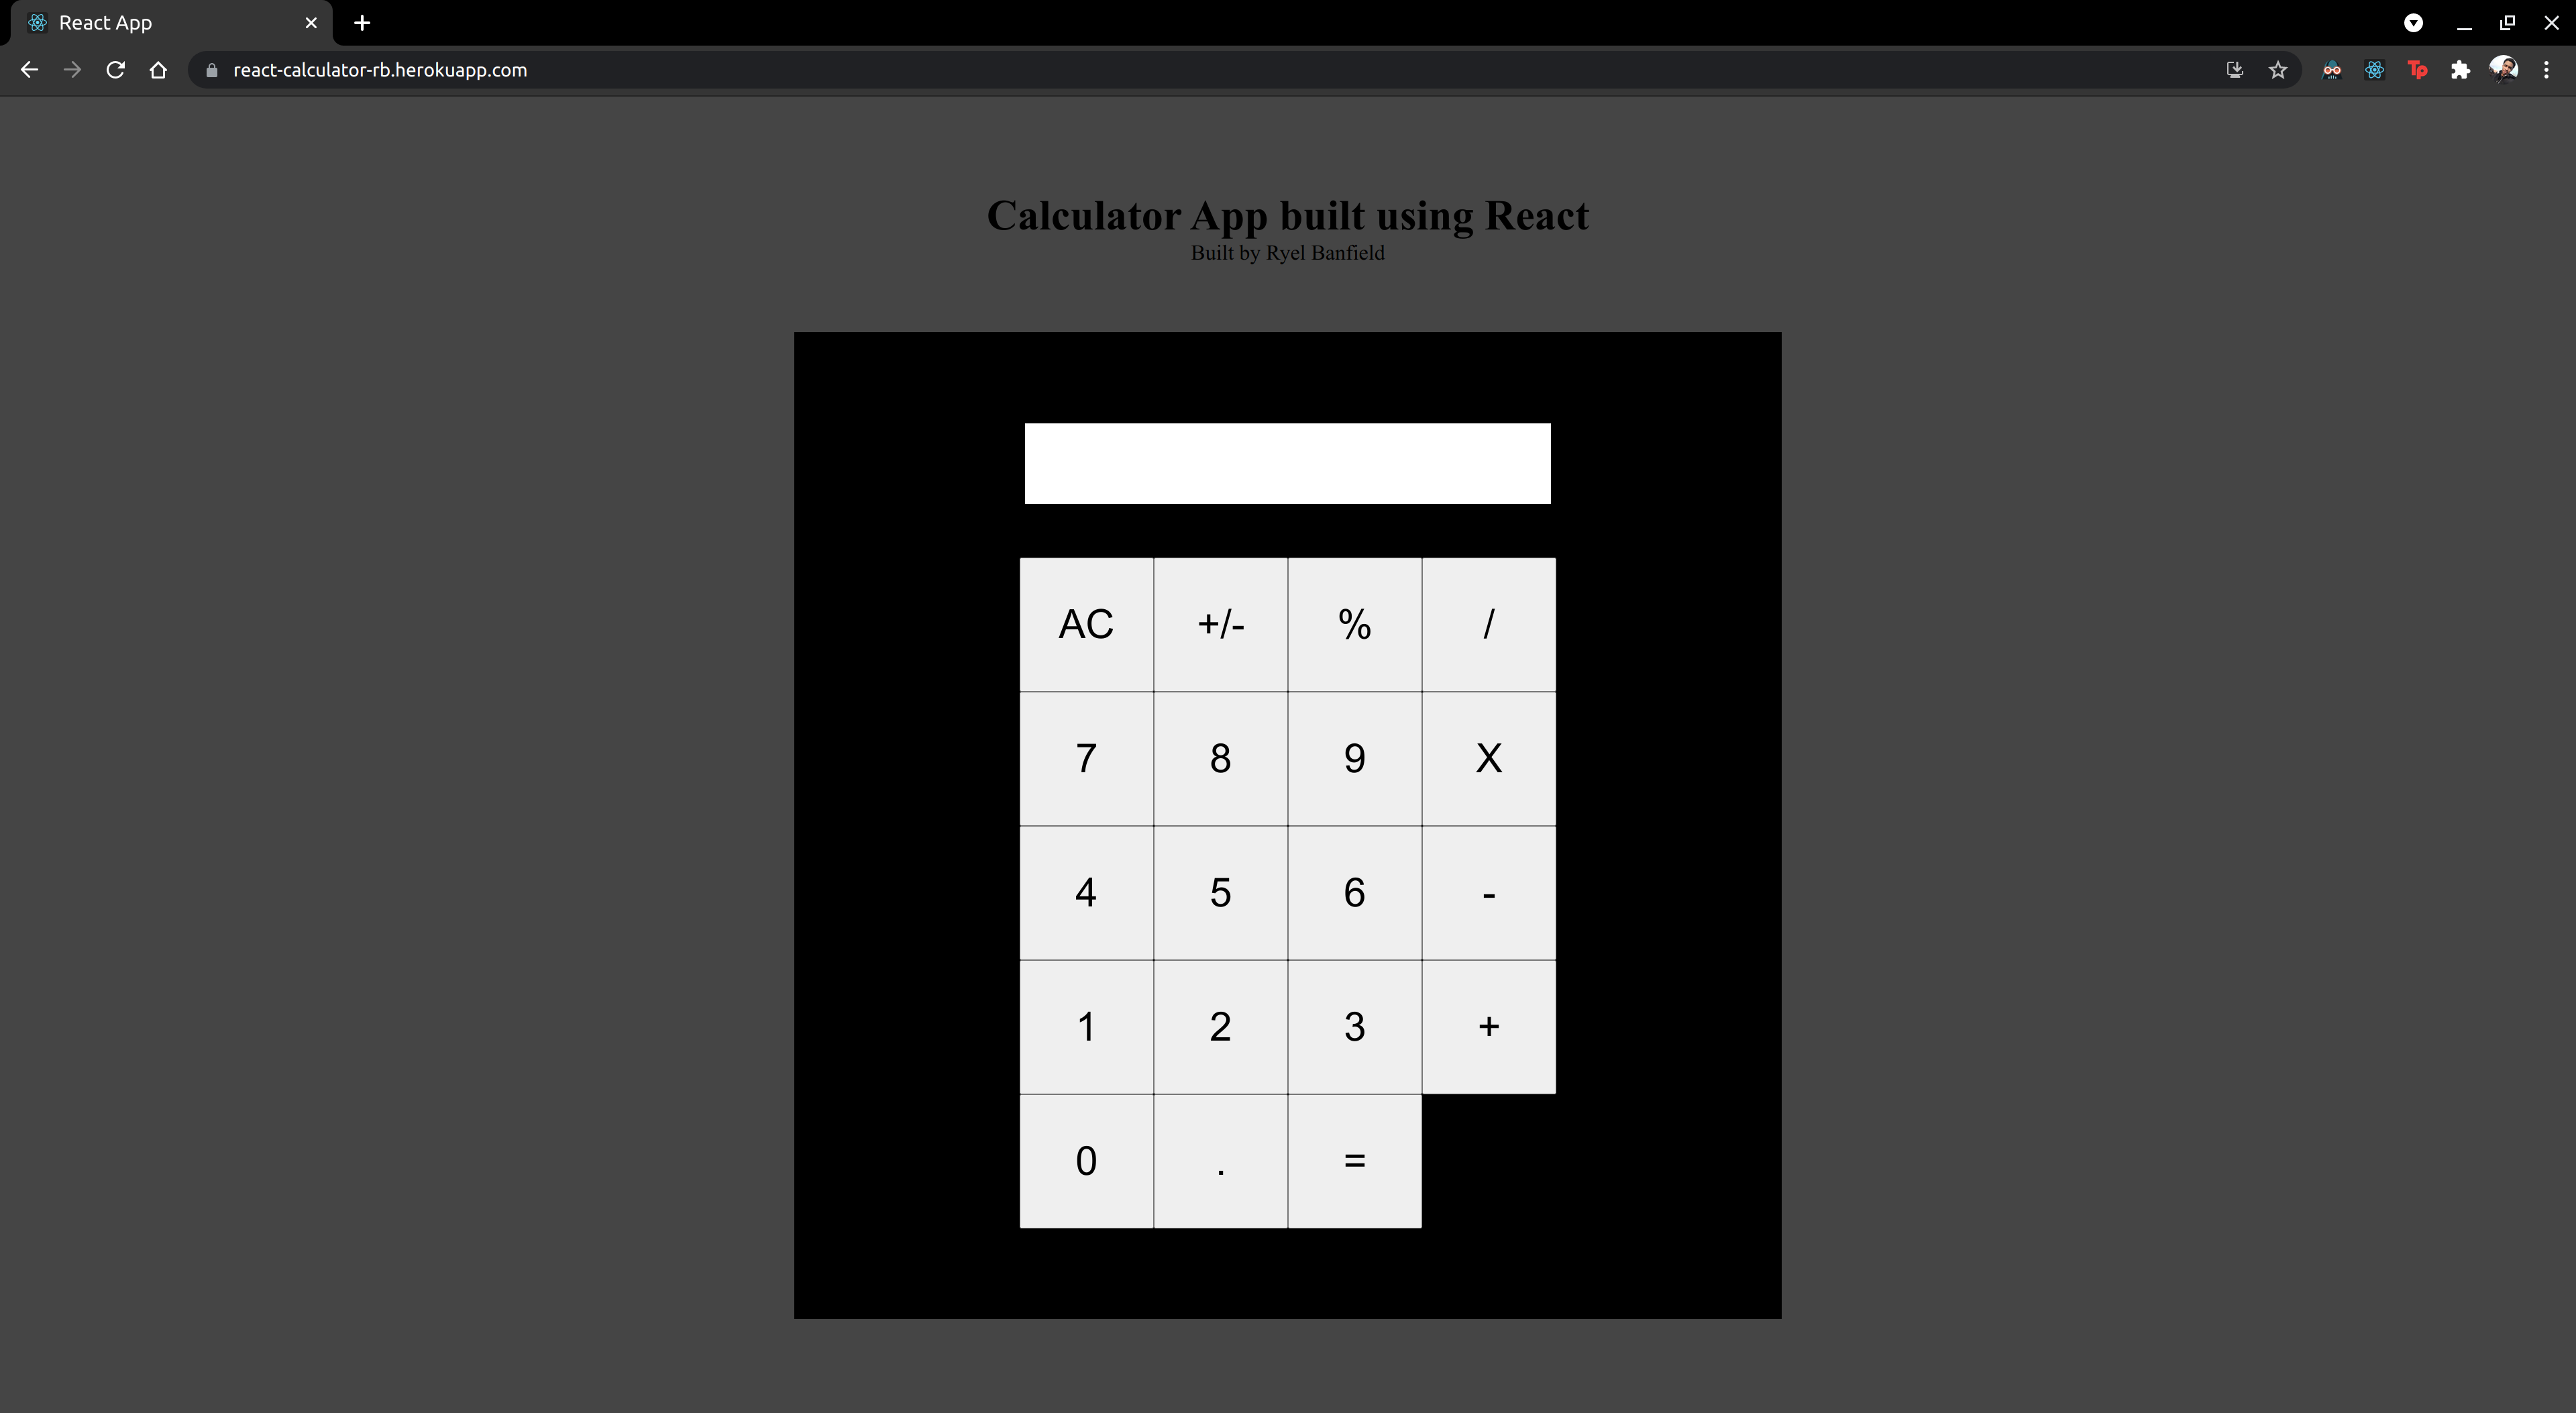 React App
react-calculator-rb.herokuapp.com
Tp
Calculator App built using React
Built by Ryel Banfield
AC +/- % /
7 8 9 X
4 5 6 -
1 2 3 +
0 . =